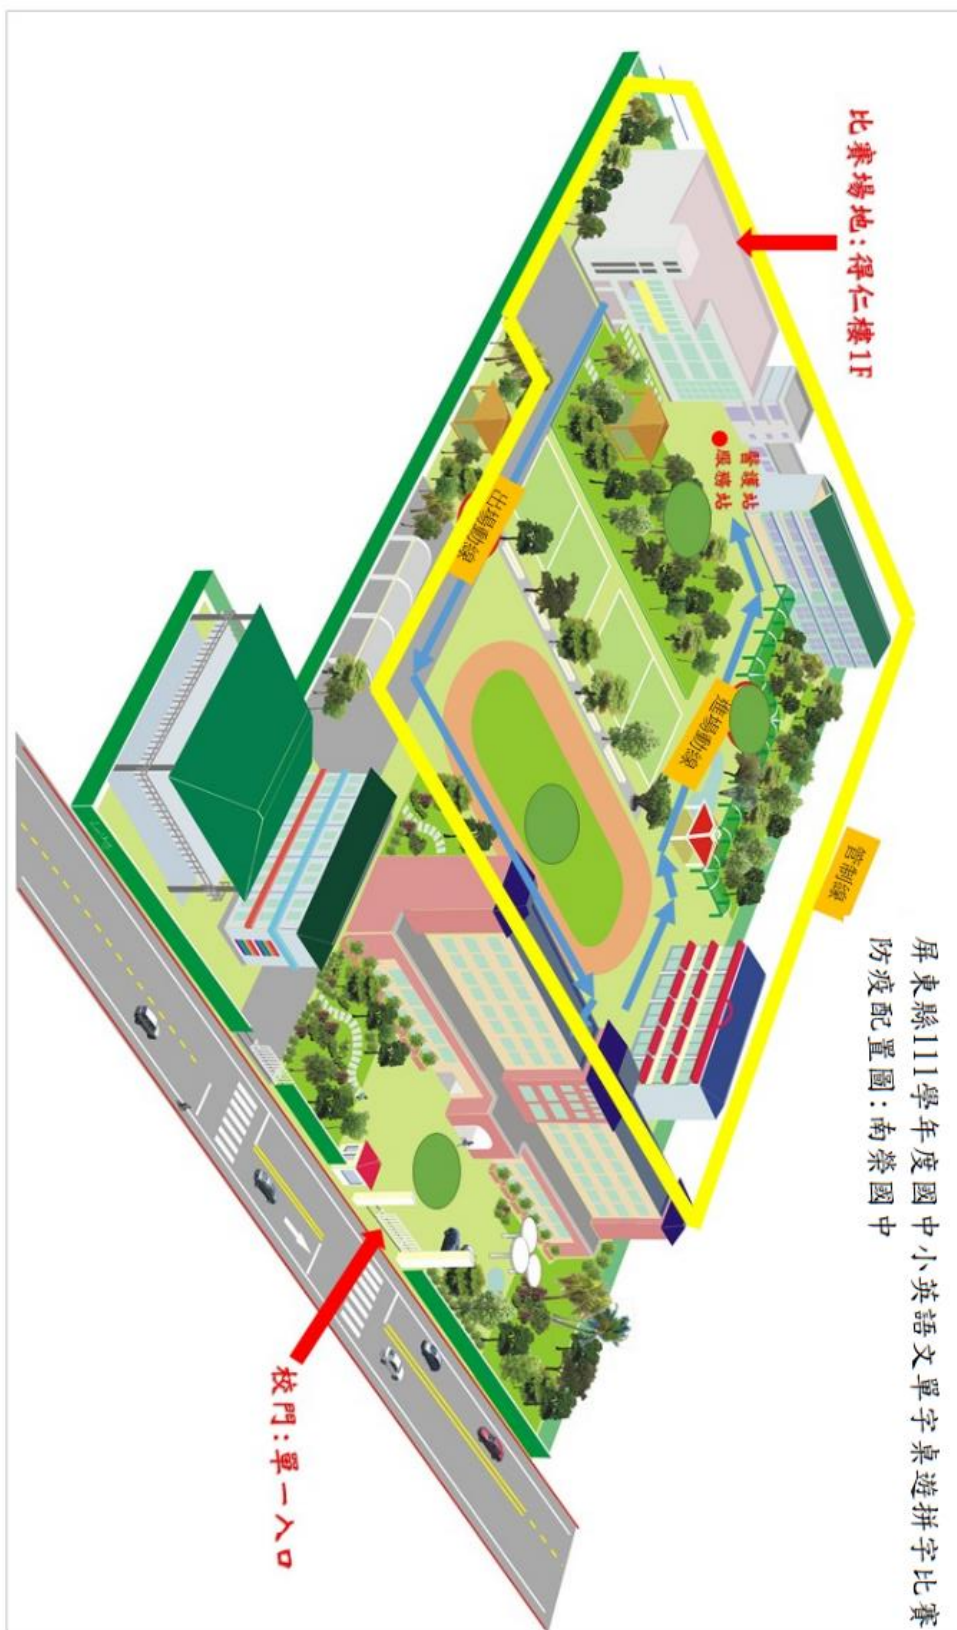 屏東縣111學年度國中小英語文單字桌遊拼字比賽
防疫配置圖:南榮國中
比賽場地:得仁樓1F
醫護站
服務站
出場動線
進場動線
管制線
校門:單一入口